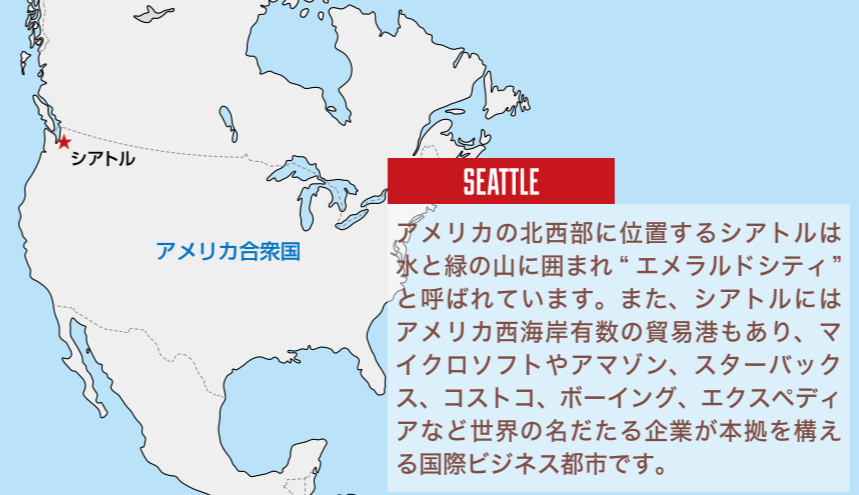 シアトル
アメリカ合衆国
SEATTLE
アメリカの北西部に位置するシアトルは
水と緑の山に囲まれ“エメラルドシティ”
と呼ばれています。また、シアトルには
アメリカ西海岸有数の貿易港もあり、マ
イクロソフトやアマゾン、スターバック
ス、コストコ、ボーイング、エクスペディ
アなど世界の名だたる企業が本拠を構え
る国際ビジネス都市です。